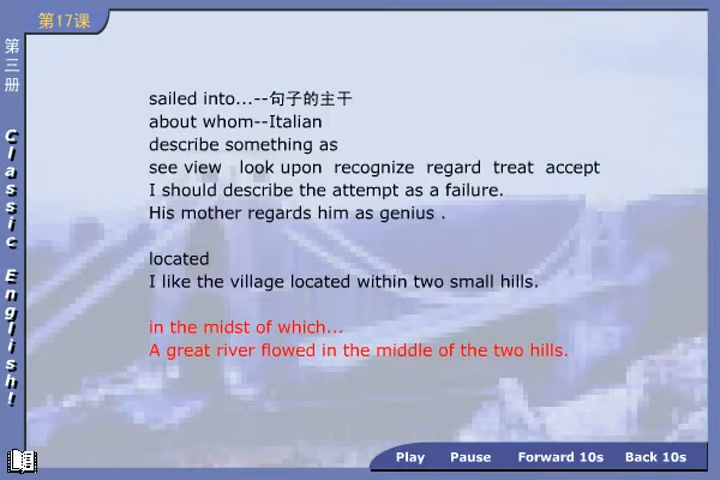 第17课
第三册
Classic English!
sailed into...--句子的主干
about whom--Italian
describe something as
see view look upon recognize regard treat accept
I should describe the attempt as a failure.
His mother regards him as genius .
located
I like the village located within two small hills.
in the midst of which...
A great river flowed in the middle of the two hills.
Play Pause Forward 10s Back 10s